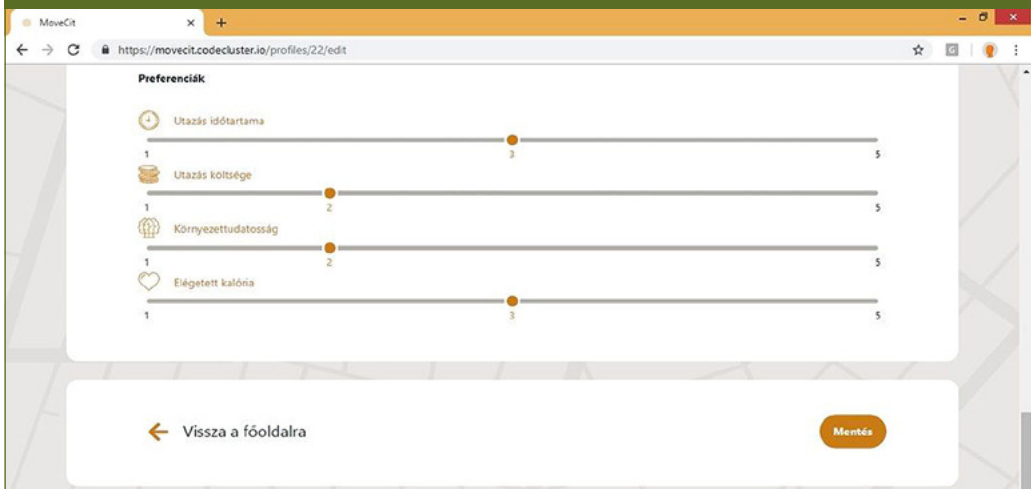 MoveCit
https://movecit.codecluster.io/profiles/22/edit
Preferenciák
Utazás időtartama
1 3 5
Utazás költsége
1 2 5
Környezettudatosság
1 2 5
Elégetett kalória
1 3 5
Vissza a főoldalra
Mentés